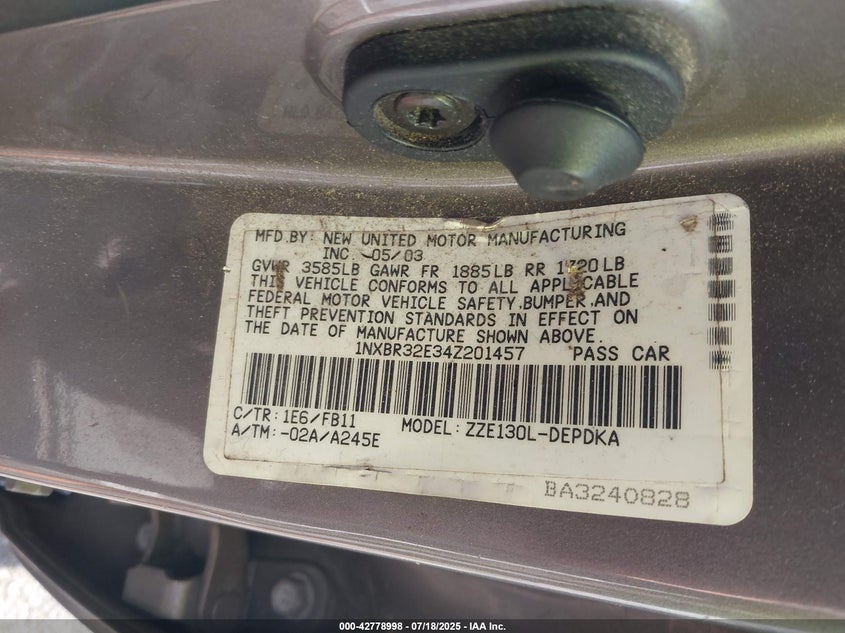 MFD.BY: NEW UNITED MOTOR MANUFACTURING
INC 05/03
GVWR 3585LB GAWR FR 1885LB RR 1720LB
THIS VEHICLE CONFORMS TO ALL APPLICABLE
FEDERAL MOTOR VEHICLE SAFETY,BUMPER,AND
THEFT PREVENTION STANDARDS IN EFFECT ON
THE DATE OF MANUFACTURE SHOWN ABOVE.
1NXBR32E34Z201457 PASS CAR
C/TR: 1E6/FB11 MODEL: ZZE130L-DEPDKA
A/TM: -02A/A245E
BA3240828
000-42778998 | 07/18/2025 - IAA Inc.